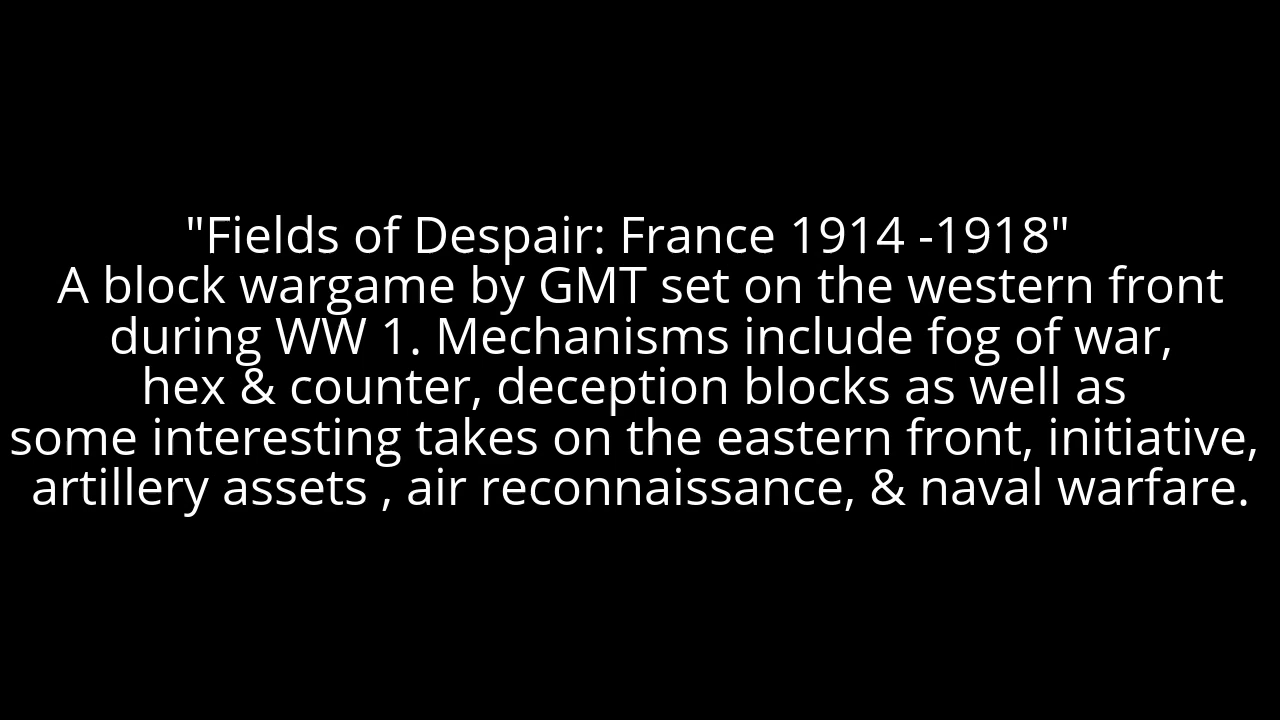 "Fields of Despair: France 1914 -1918"
A block wargame by GMT set on the western front
during WW 1. Mechanisms include fog of war,
hex & counter, deception blocks as well as
some interesting takes on the eastern front, initiative,
artillery assets , air reconnaissance, & naval warfare.